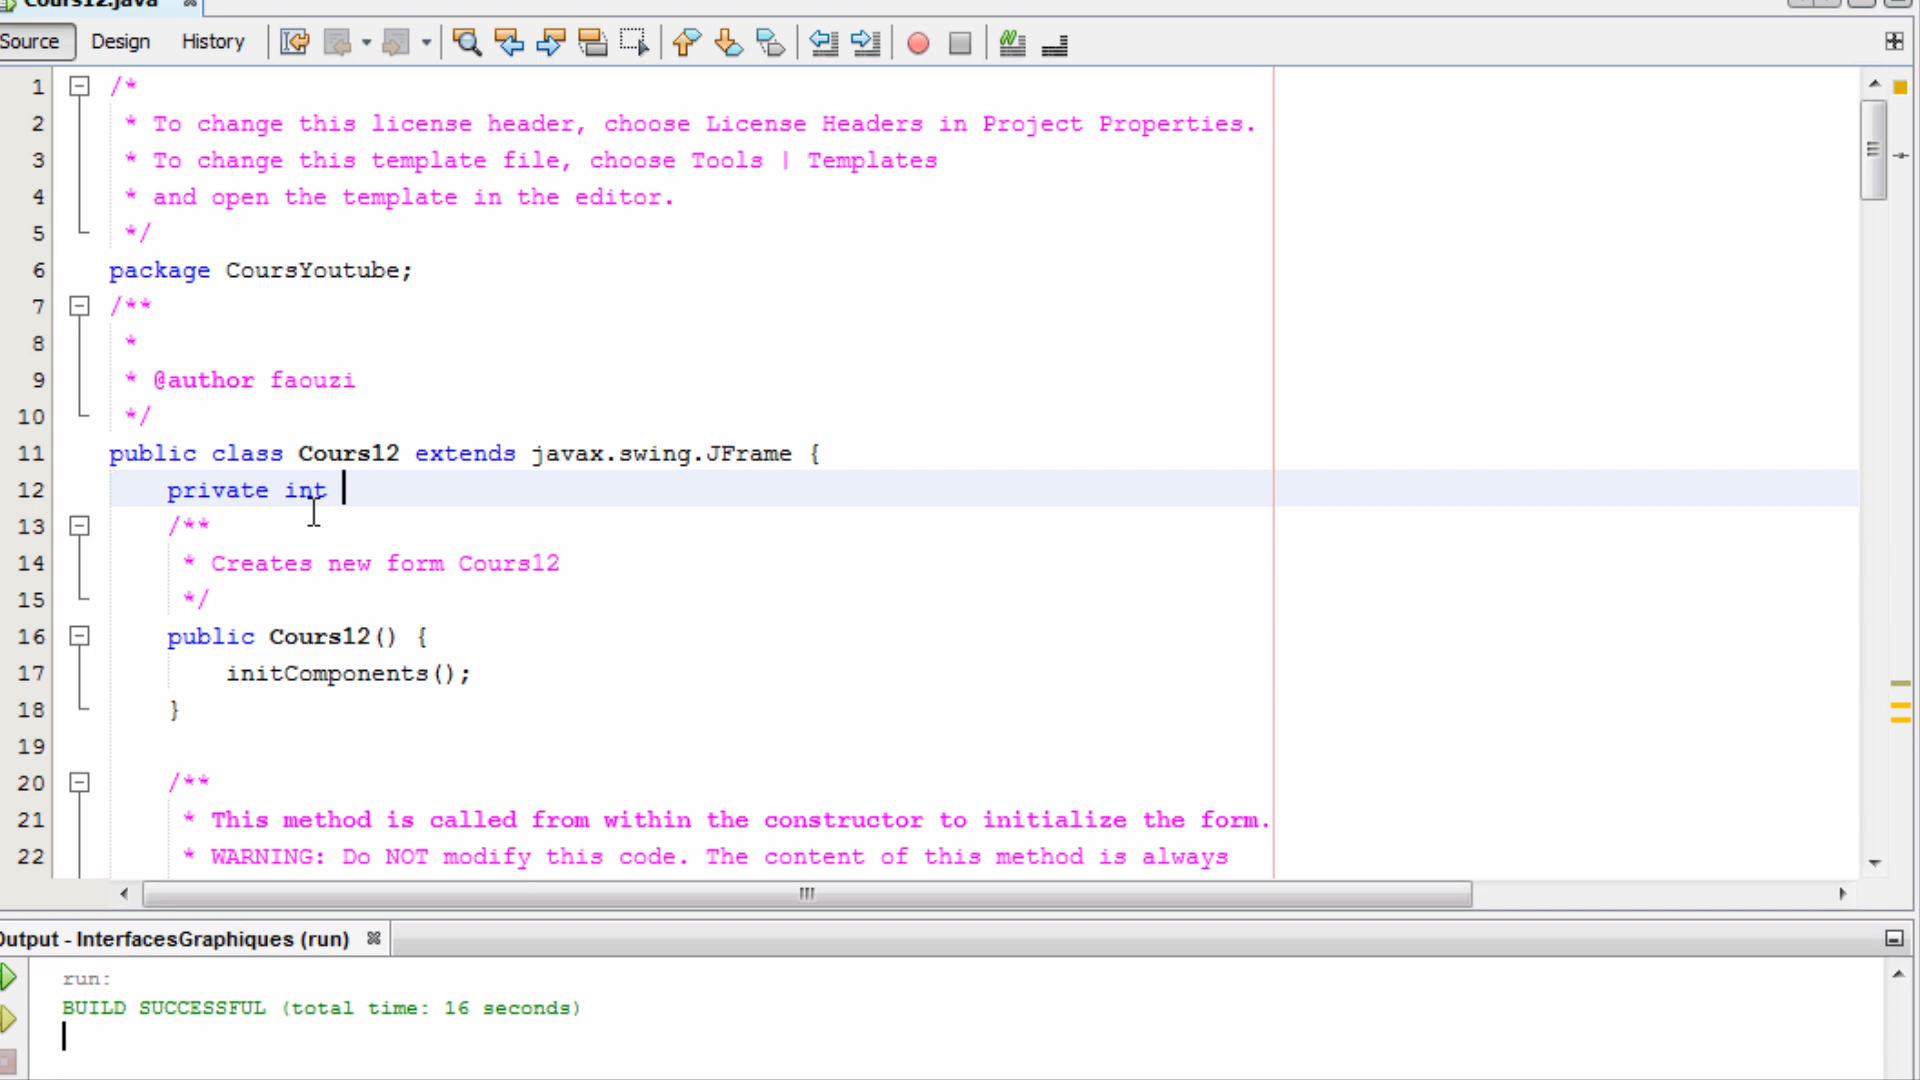 Cours12.java
Source Design History
1 /*
2 * To change this license header, choose License Headers in Project Properties.
3 * To change this template file, choose Tools | Templates
4 * and open the template in the editor.
5 */
6 package CoursYoutube;
7 /**
8 *
9 * @author faouzi
10 */
11 public class Cours12 extends javax.swing.JFrame {
12 private int
13 /**
14 * Creates new form Cours12
15 */
16 public Cours12() {
17 initComponents();
18 }
19
20 /**
21 * This method is called from within the constructor to initialize the form.
22 * WARNING: Do NOT modify this code. The content of this method is always
Output - InterfacesGraphiques (run)
run:
BUILD SUCCESSFUL (total time: 16 seconds)